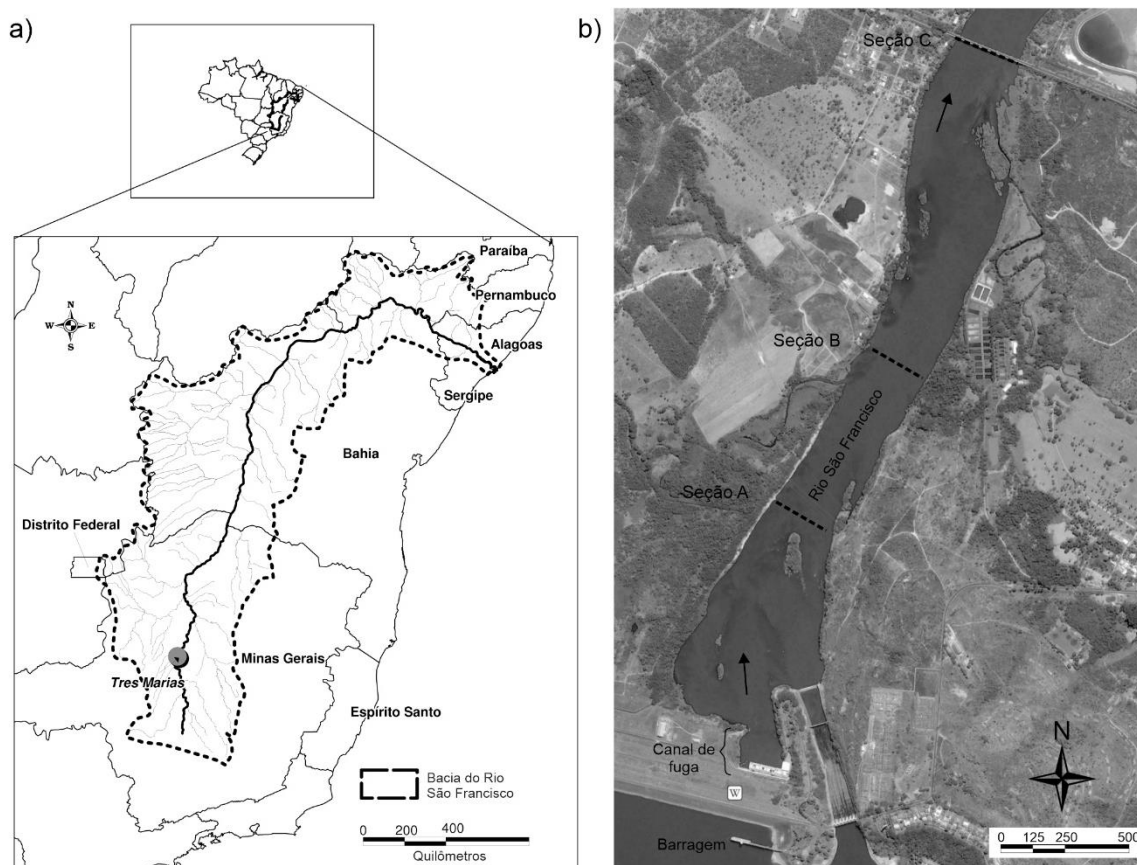 a)
N
W
E
S
Paraíba
Pernambuco
Alagoas
Sergipe
Bahia
Distrito Federal
Minas Gerais
Tres Marias
Espírito Santo
Bacia do Rio
São Francisco
0 200 400
Quilômetros
b)
Seção C
Seção B
Rio São Francisco
Seção A
Canal de
fuga
W
Barragem
N
0 125 250 500